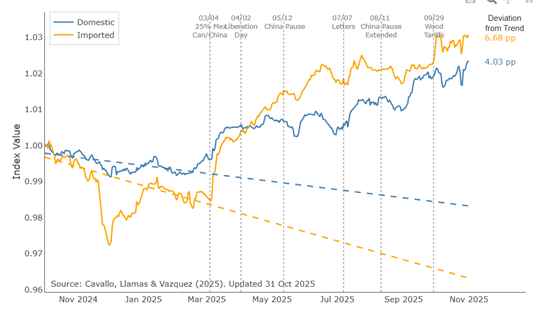 Domestic
Imported
03/04
25% Mex
Can/China
04/02
Liberation
Day
05/12
China-Pause
07/07
Letters
08/11
China-Pause
Extended
09/29
Wood
Tariffs
Deviation
from Trend
6.68 pp
4.03 pp
Index Value
1.03
1.02
1.01
1.00
0.99
0.98
0.97
0.96
Source: Cavallo, Llamas & Vazquez (2025). Updated 31 Oct 2025
Nov 2024
Jan 2025
Mar 2025
May 2025
Jul 2025
Sep 2025
Nov 2025